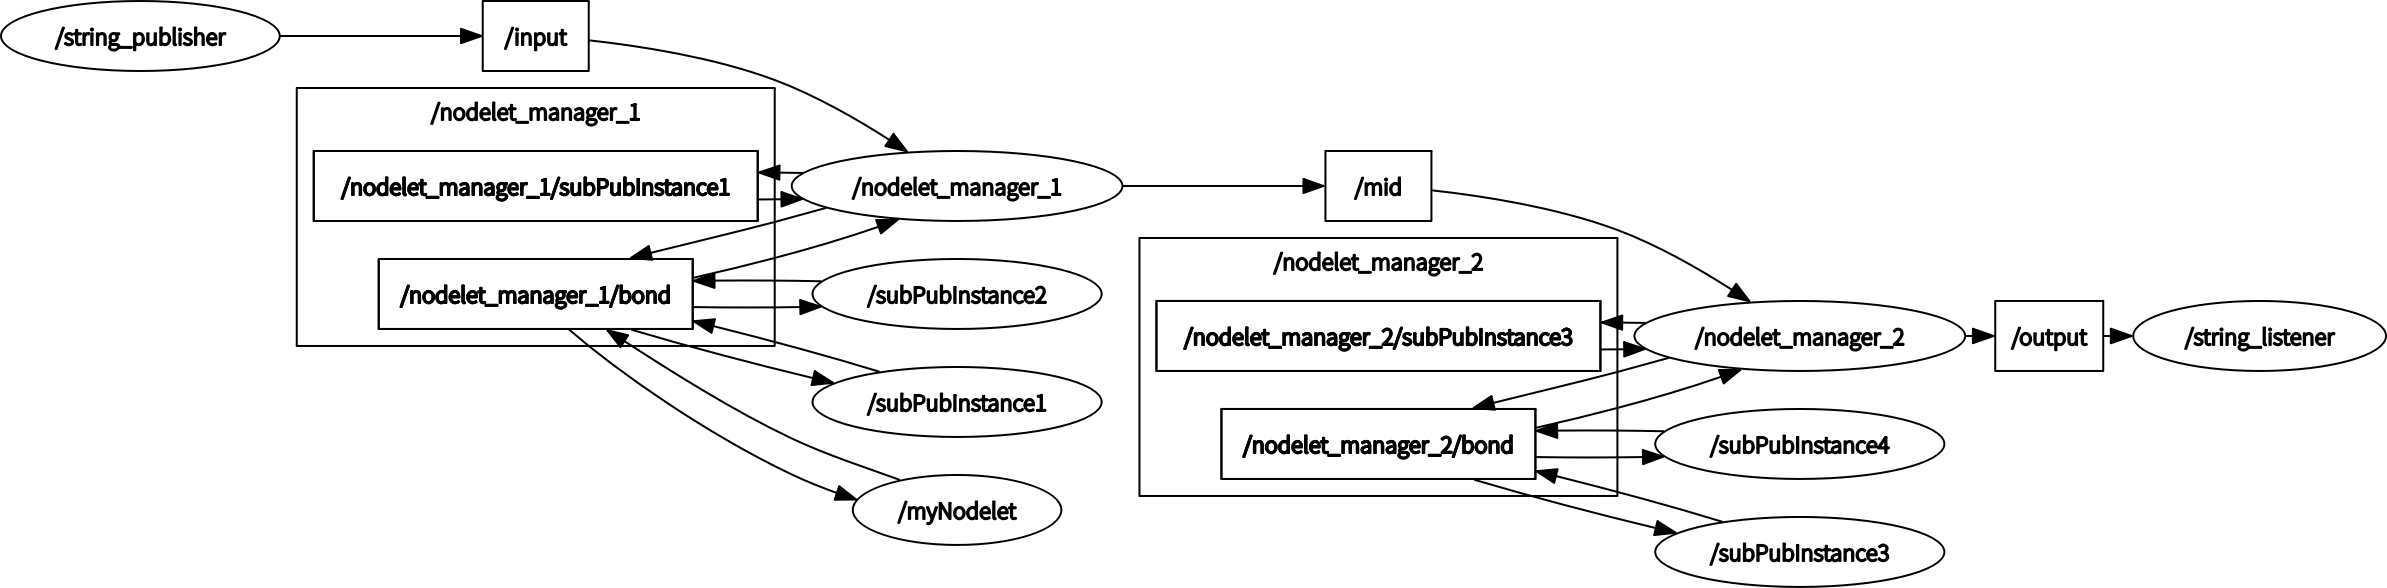 /string_publisher
/input
/nodelet_manager_1
/nodelet_manager_1/subPubInstance1
/nodelet_manager_1
/mid
/nodelet_manager_1/bond
/subPubInstance2
/subPubInstance1
/myNodelet
/nodelet_manager_2
/nodelet_manager_2/subPubInstance3
/nodelet_manager_2
/output
/string_listener
/nodelet_manager_2/bond
/subPubInstance4
/subPubInstance3